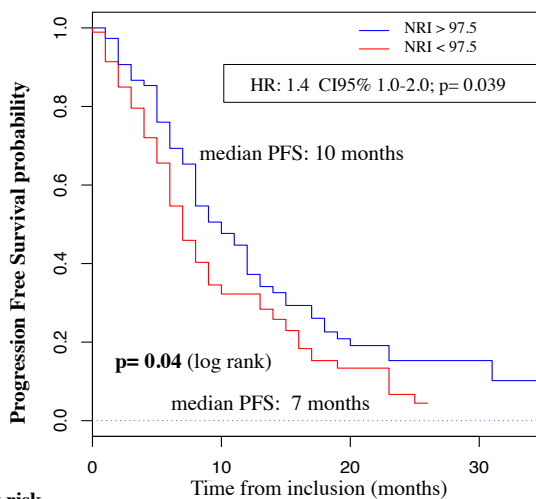 NRI > 97.5
NRI < 97.5
HR: 1.4 CI95% 1.0-2.0; p= 0.039
median PFS: 10 months
p= 0.04 (log rank)
median PFS: 7 months
Progression Free Survival probability
1.0
0.8
0.6
0.4
0.2
0.0
0
10
20
30
Time from inclusion (months)
risk